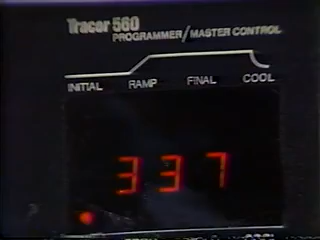 Tracor 560
PROGRAMMER/MASTER CONTROL
INITIAL RAMP FINAL COOL
337